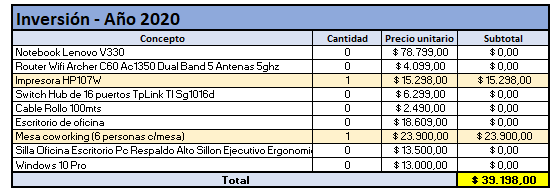 Inversión - Año 2020
Concepto Cantidad Precio unitario Subtotal
Notebook Lenovo V330 0 $ 78.799,00 $ 0,00
Router Wifi Archer C60 Ac1350 Dual Band 5 Antenas 5ghz 0 $ 4.099,00 $ 0,00
Impresora HP107W 1 $ 15.298,00 $ 15.298,00
Switch Hub de 16 puertos TpLink Tl Sg1016d 0 $ 6.299,00 $ 0,00
Cable Rollo 100mts 0 $ 2.490,00 $ 0,00
Escritorio de oficina 0 $ 18.609,00 $ 0,00
Mesa coworking (6 personas c/mesa) 1 $ 23.900,00 $ 23.900,00
Silla Oficina Escritorio Pc Respaldo Alto Sillon Ejecutivo Ergonomi 0 $ 13.500,00 $ 0,00
Windows 10 Pro 0 $ 13.000,00 $ 0,00
Total $ 39.198,00